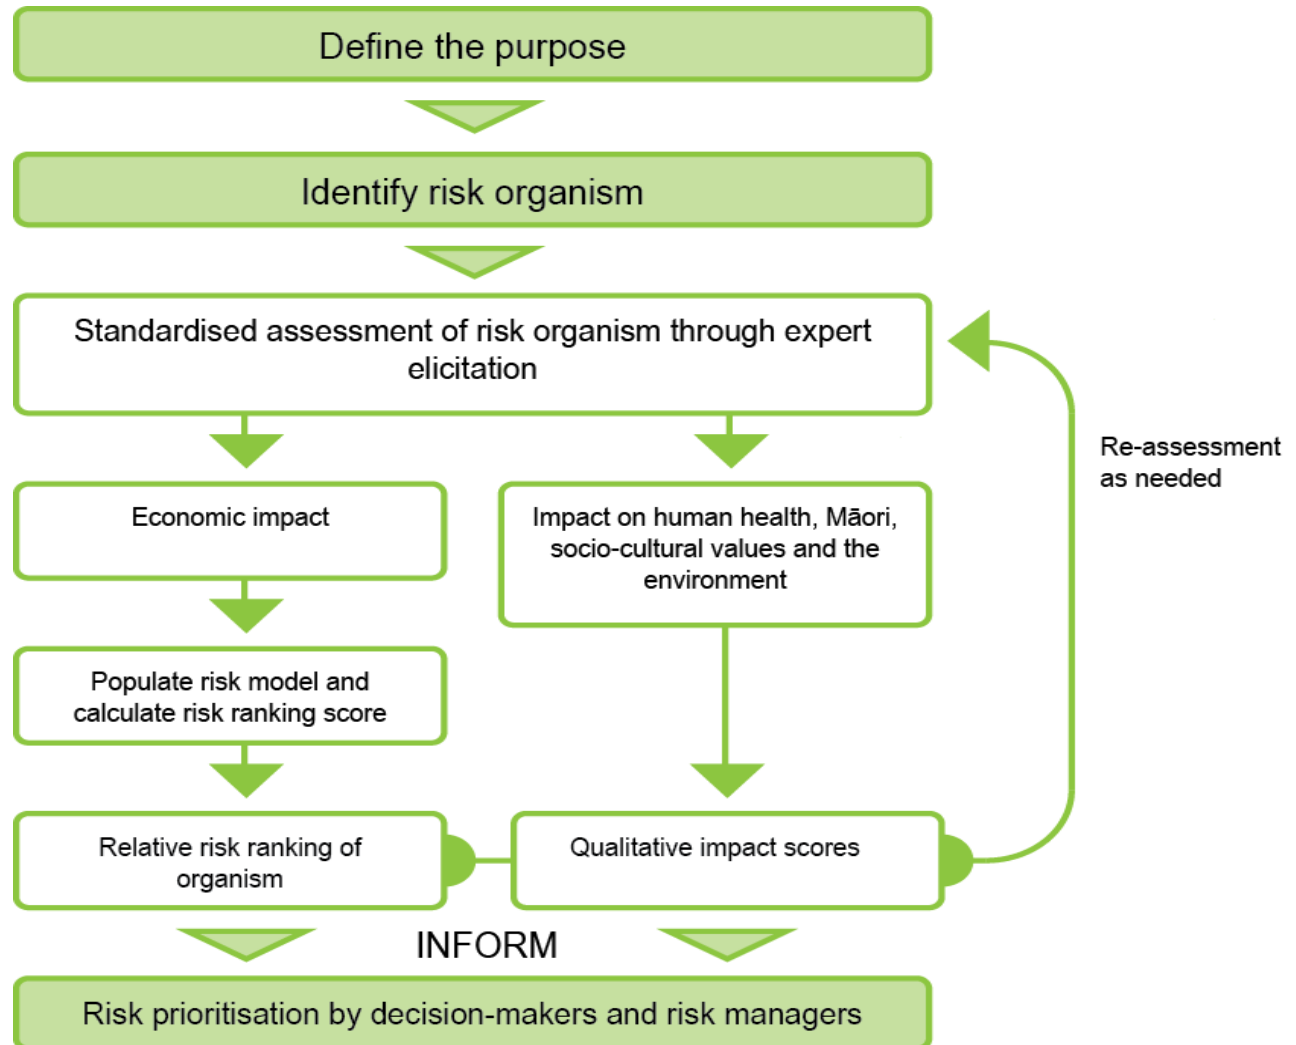 Define the purpose
Identify risk organism
Standardised assessment of risk organism through expert
elicitation
Re-assessment
as needed
Economic impact
Impact on human health, Māori,
socio-cultural values and the
environment
Populate risk model and
calculate risk ranking score
Relative risk ranking of
organism
Qualitative impact scores
INFORM
Risk prioritisation by decision-makers and risk managers